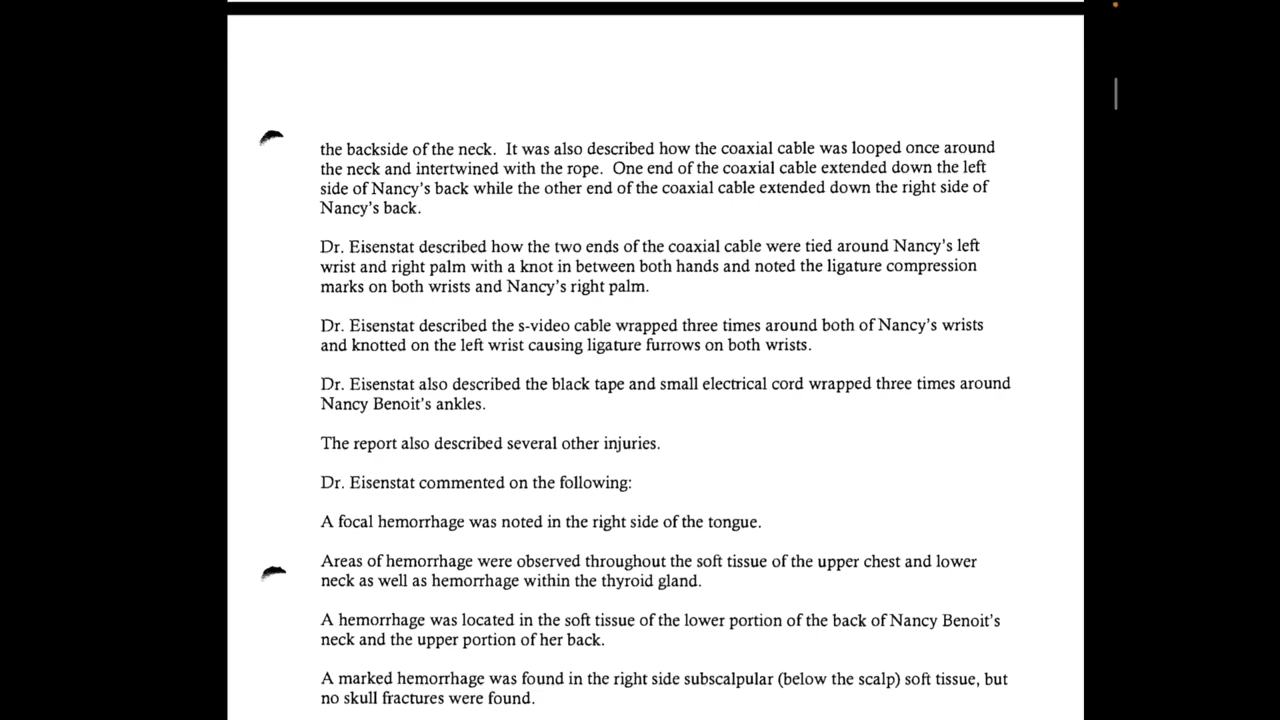 the backside of the neck.  It was also described how the coaxial cable was looped once around
the neck and intertwined with the rope.  One end of the coaxial cable extended down the left
side of Nancy's back while the other end of the coaxial cable extended down the right side of
Nancy's back.
Dr. Eisenstat described how the two ends of the coaxial cable were tied around Nancy's left
wrist and right palm with a knot in between both hands and noted the ligature compression
marks on both wrists and Nancy's right palm.
Dr. Eisenstat described the s-video cable wrapped three times around both of Nancy's wrists
and knotted on the left wrist causing ligature furrows on both wrists.
Dr. Eisenstat also described the black tape and small electrical cord wrapped three times around
Nancy Benoit's ankles.
The report also described several other injuries.
Dr. Eisenstat commented on the following:
A focal hemorrhage was noted in the right side of the tongue.
Areas of hemorrhage were observed throughout the soft tissue of the upper chest and lower
neck as well as hemorrhage within the thyroid gland.
A hemorrhage was located in the soft tissue of the lower portion of the back of Nancy Benoit's
neck and the upper portion of her back.
A marked hemorrhage was found in the right side subscalpular (below the scalp) soft tissue, but
no skull fractures were found.